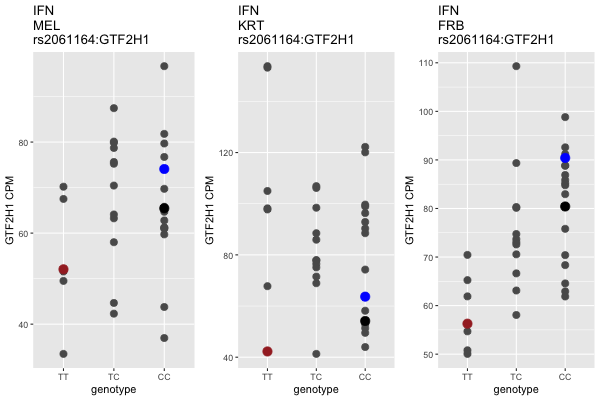 IFN
MEL
rs2061164:GTF2H1
GTF2H1 CPM
80
60
40
TT
TC
CC
genotype
IFN
KRT
rs2061164:GTF2H1
GTF2H1 CPM
120
80
40
TT
TC
CC
genotype
IFN
FRB
rs2061164:GTF2H1
GTF2H1 CPM
110
100
90
80
70
60
50
TT
TC
CC
genotype